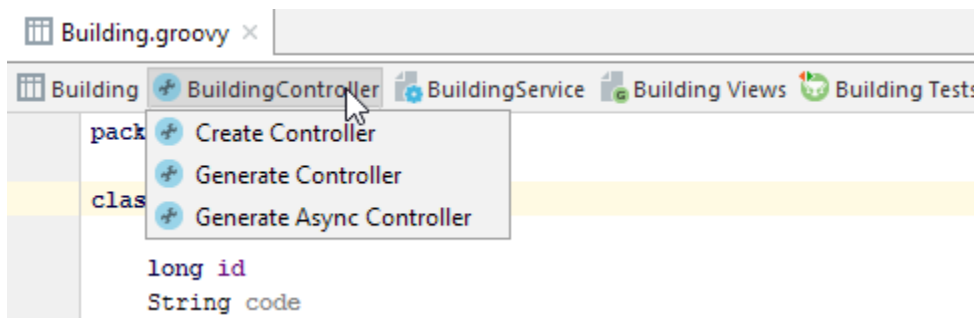 Building.groovy
Building BuildingController BuildingService Building Views Building Tests
pack
Create Controller
Generate Controller
clas
Generate Async Controller
long id
String code